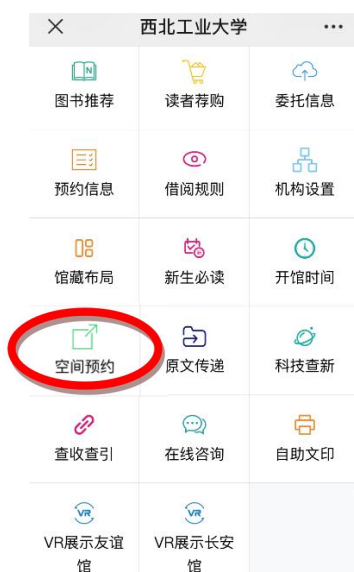 西北工业大学
图书推荐 读者荐购 委托信息
预约信息 借阅规则 机构设置
馆藏布局 新生必读 开馆时间
空间预约 原文传递 科技查新
查收查引 在线咨询 自助文印
VR VR
VR展示友谊 VR展示长安
馆 馆